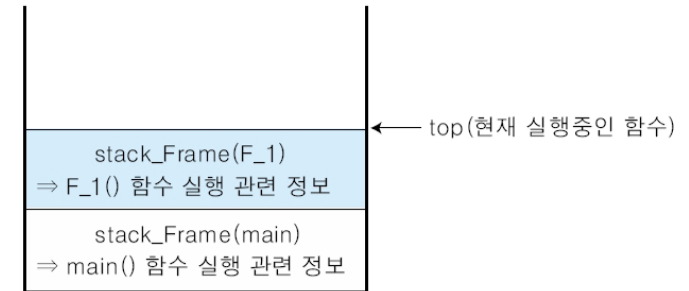 top(현재 실행중인 함수)
stack_Frame(F_1)
⇒ F_1() 함수 실행 관련 정보
stack_Frame(main)
⇒ main() 함수 실행 관련 정보